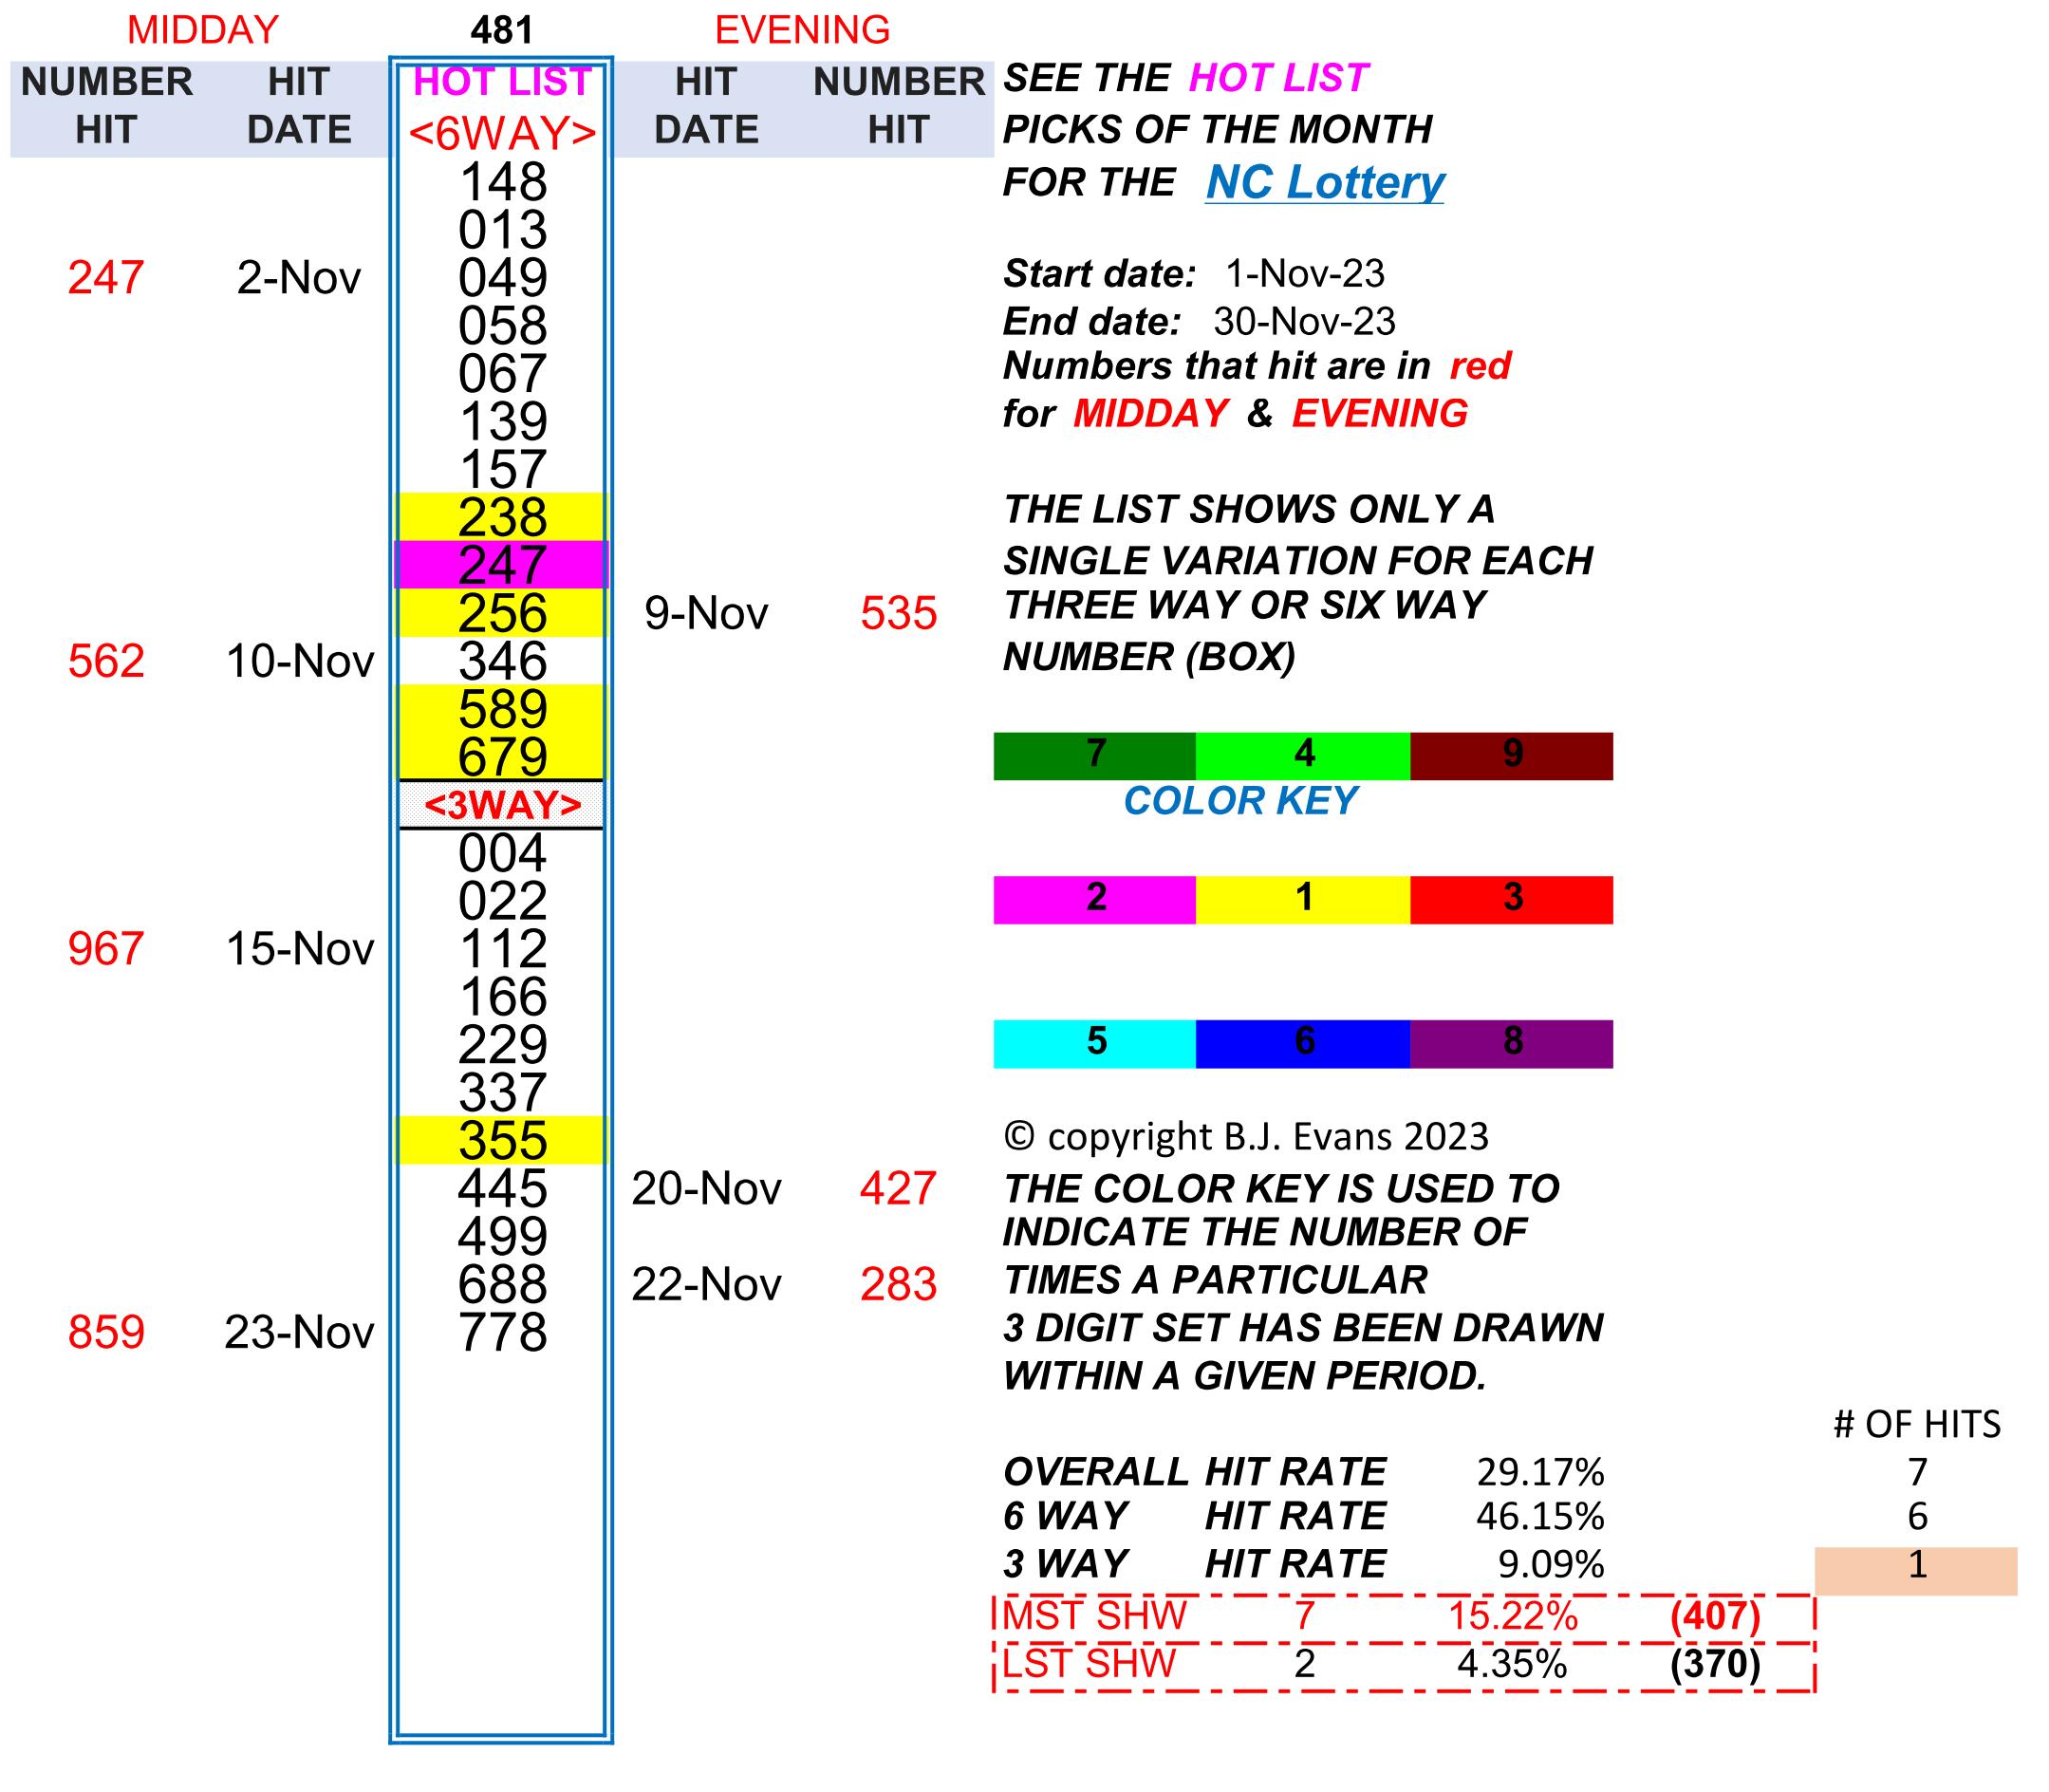 MIDDAY 481 EVENING
NUMBER HIT HOT LIST HIT NUMBER
HIT DATE <6WAY> DATE HIT
148
013
247 2-Nov 049
058
067
139
157
238
247
256 9-Nov 535
562 10-Nov 346
589
679
<3WAY>
004
022
967 15-Nov 112
166
229
337
355
445 20-Nov 427
499
688 22-Nov 283
859 23-Nov 778
SEE THE HOT LIST
PICKS OF THE MONTH
FOR THE NC Lottery
Start date: 1-Nov-23
End date: 30-Nov-23
Numbers that hit are in red
for MIDDAY & EVENING
THE LIST SHOWS ONLY A
SINGLE VARIATION FOR EACH
THREE WAY OR SIX WAY
NUMBER (BOX)
7 4 9
COLOR KEY
2 1 3
5 6 8
© copyright B.J. Evans 2023
THE COLOR KEY IS USED TO
INDICATE THE NUMBER OF
TIMES A PARTICULAR
3 DIGIT SET HAS BEEN DRAWN
WITHIN A GIVEN PERIOD.
# OF HITS
OVERALL HIT RATE 29.17% 7
6 WAY HIT RATE 46.15% 6
3 WAY HIT RATE 9.09% 1
MST SHW 7 15.22% (407)
LST SHW 2 4.35% (370)